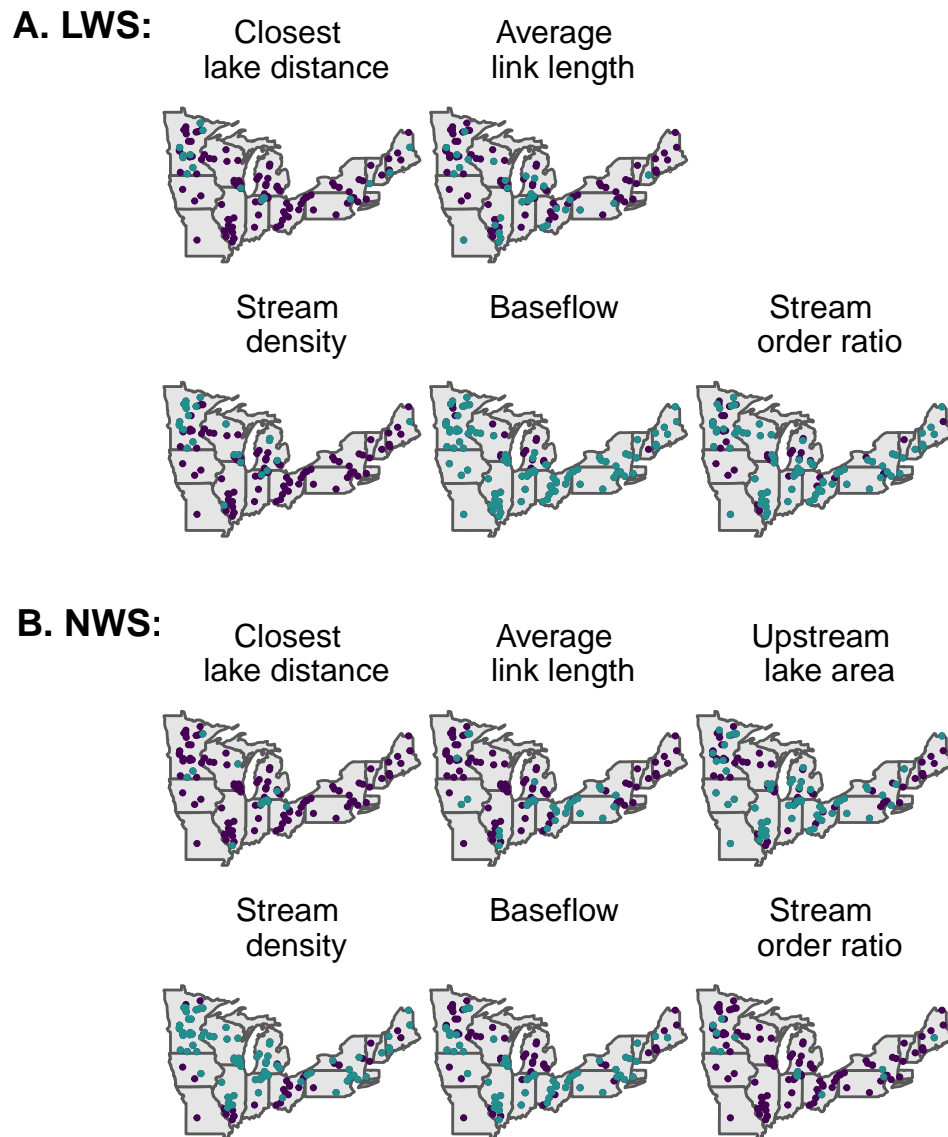 A. LWS:
Closest
lake distance
Average
link length
Stream
density
Baseflow
Stream
order ratio
B. NWS:
Closest
lake distance
Average
link length
Upstream
lake area
Stream
density
Baseflow
Stream
order ratio